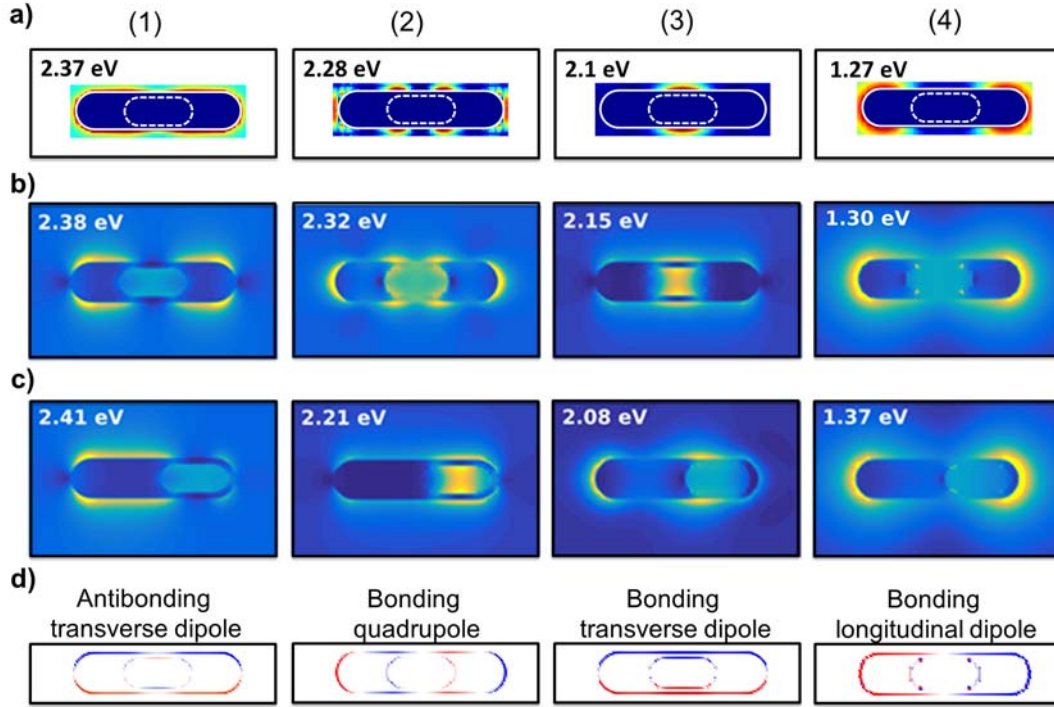 a) (1) (2) (3) (4)
2.37 eV 2.28 eV 2.1 eV 1.27 eV
b)
2.38 eV 2.32 eV 2.15 eV 1.30 eV
c)
2.41 eV 2.21 eV 2.08 eV 1.37 eV
d)
Antibonding Bonding Bonding Bonding
transverse dipole quadrupole transverse dipole longitudinal dipole